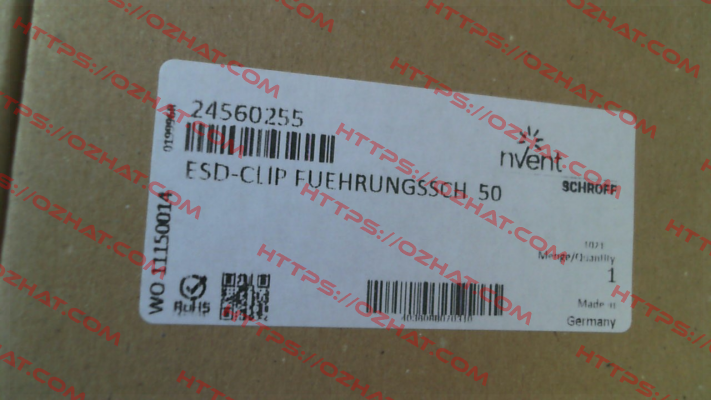 24560255
ESD-CLIP FUEHRUNGSSCH 50
nvent
SCHROFF
WO 11150014
RoHS
Menge/Quantity
1
Made in
Germany
HTTPS://OZHAT.COM